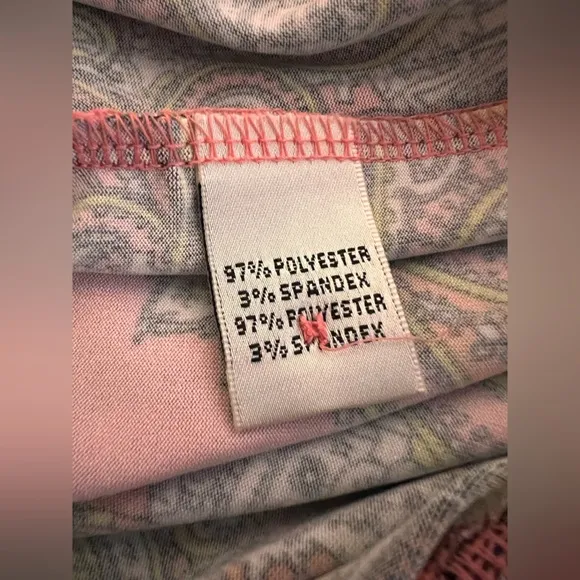 97% POLYESTER
3% SPANDEX
97% POLYESTER
3% SPANDEX